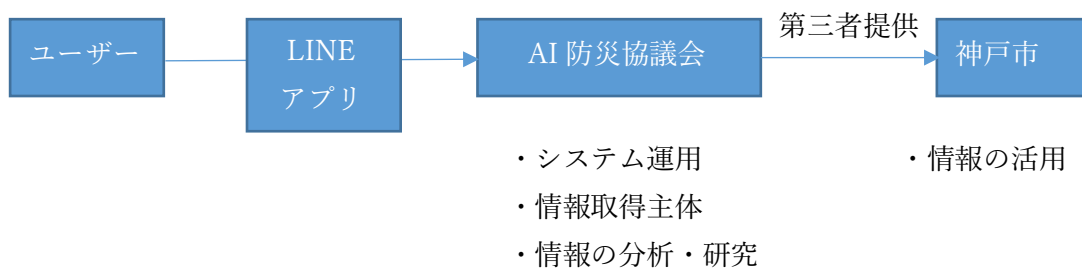 ユーザー
LINE
アプリ
AI 防災協議会
第三者提供
神戸市
・システム運用
・情報取得主体
・情報の分析・研究
・情報の活用